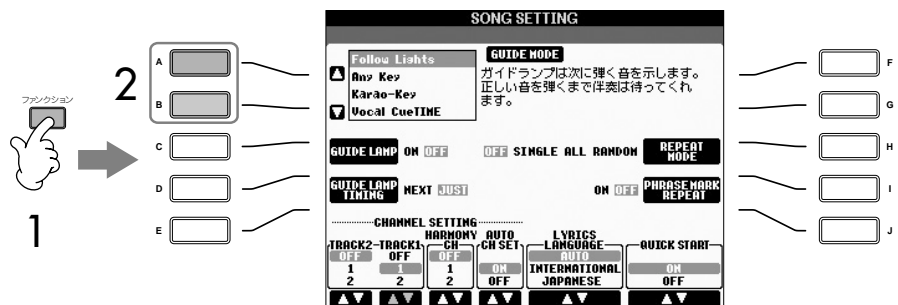 SONG SETTING
2
A
B
C
D
E
F
G
H
I
J
ファンクション
1
Follow Lights
Any Key
Karao-Key
Vocal CueTIME
GUIDE MODE
ガイドランプは次に弾く音を示します。
正しい音を弾くまで伴奏は待ってくれ
ます。
GUIDE LAMP ON OFF
OFF SINGLE ALL RANDOM REPEAT MODE
GUIDE LAMP TIMING NEXT JUST
ON OFF PHRASE MARK REPEAT
CHANNEL SETTING
TRACK2 TRACK1 HARMONY CH AUTO CH SET LYRICS LANGUAGE QUICK START
OFF OFF OFF AUTO
1 1 1 ON INTERNATIONAL ON
2 2 2 OFF JAPANESE OFF